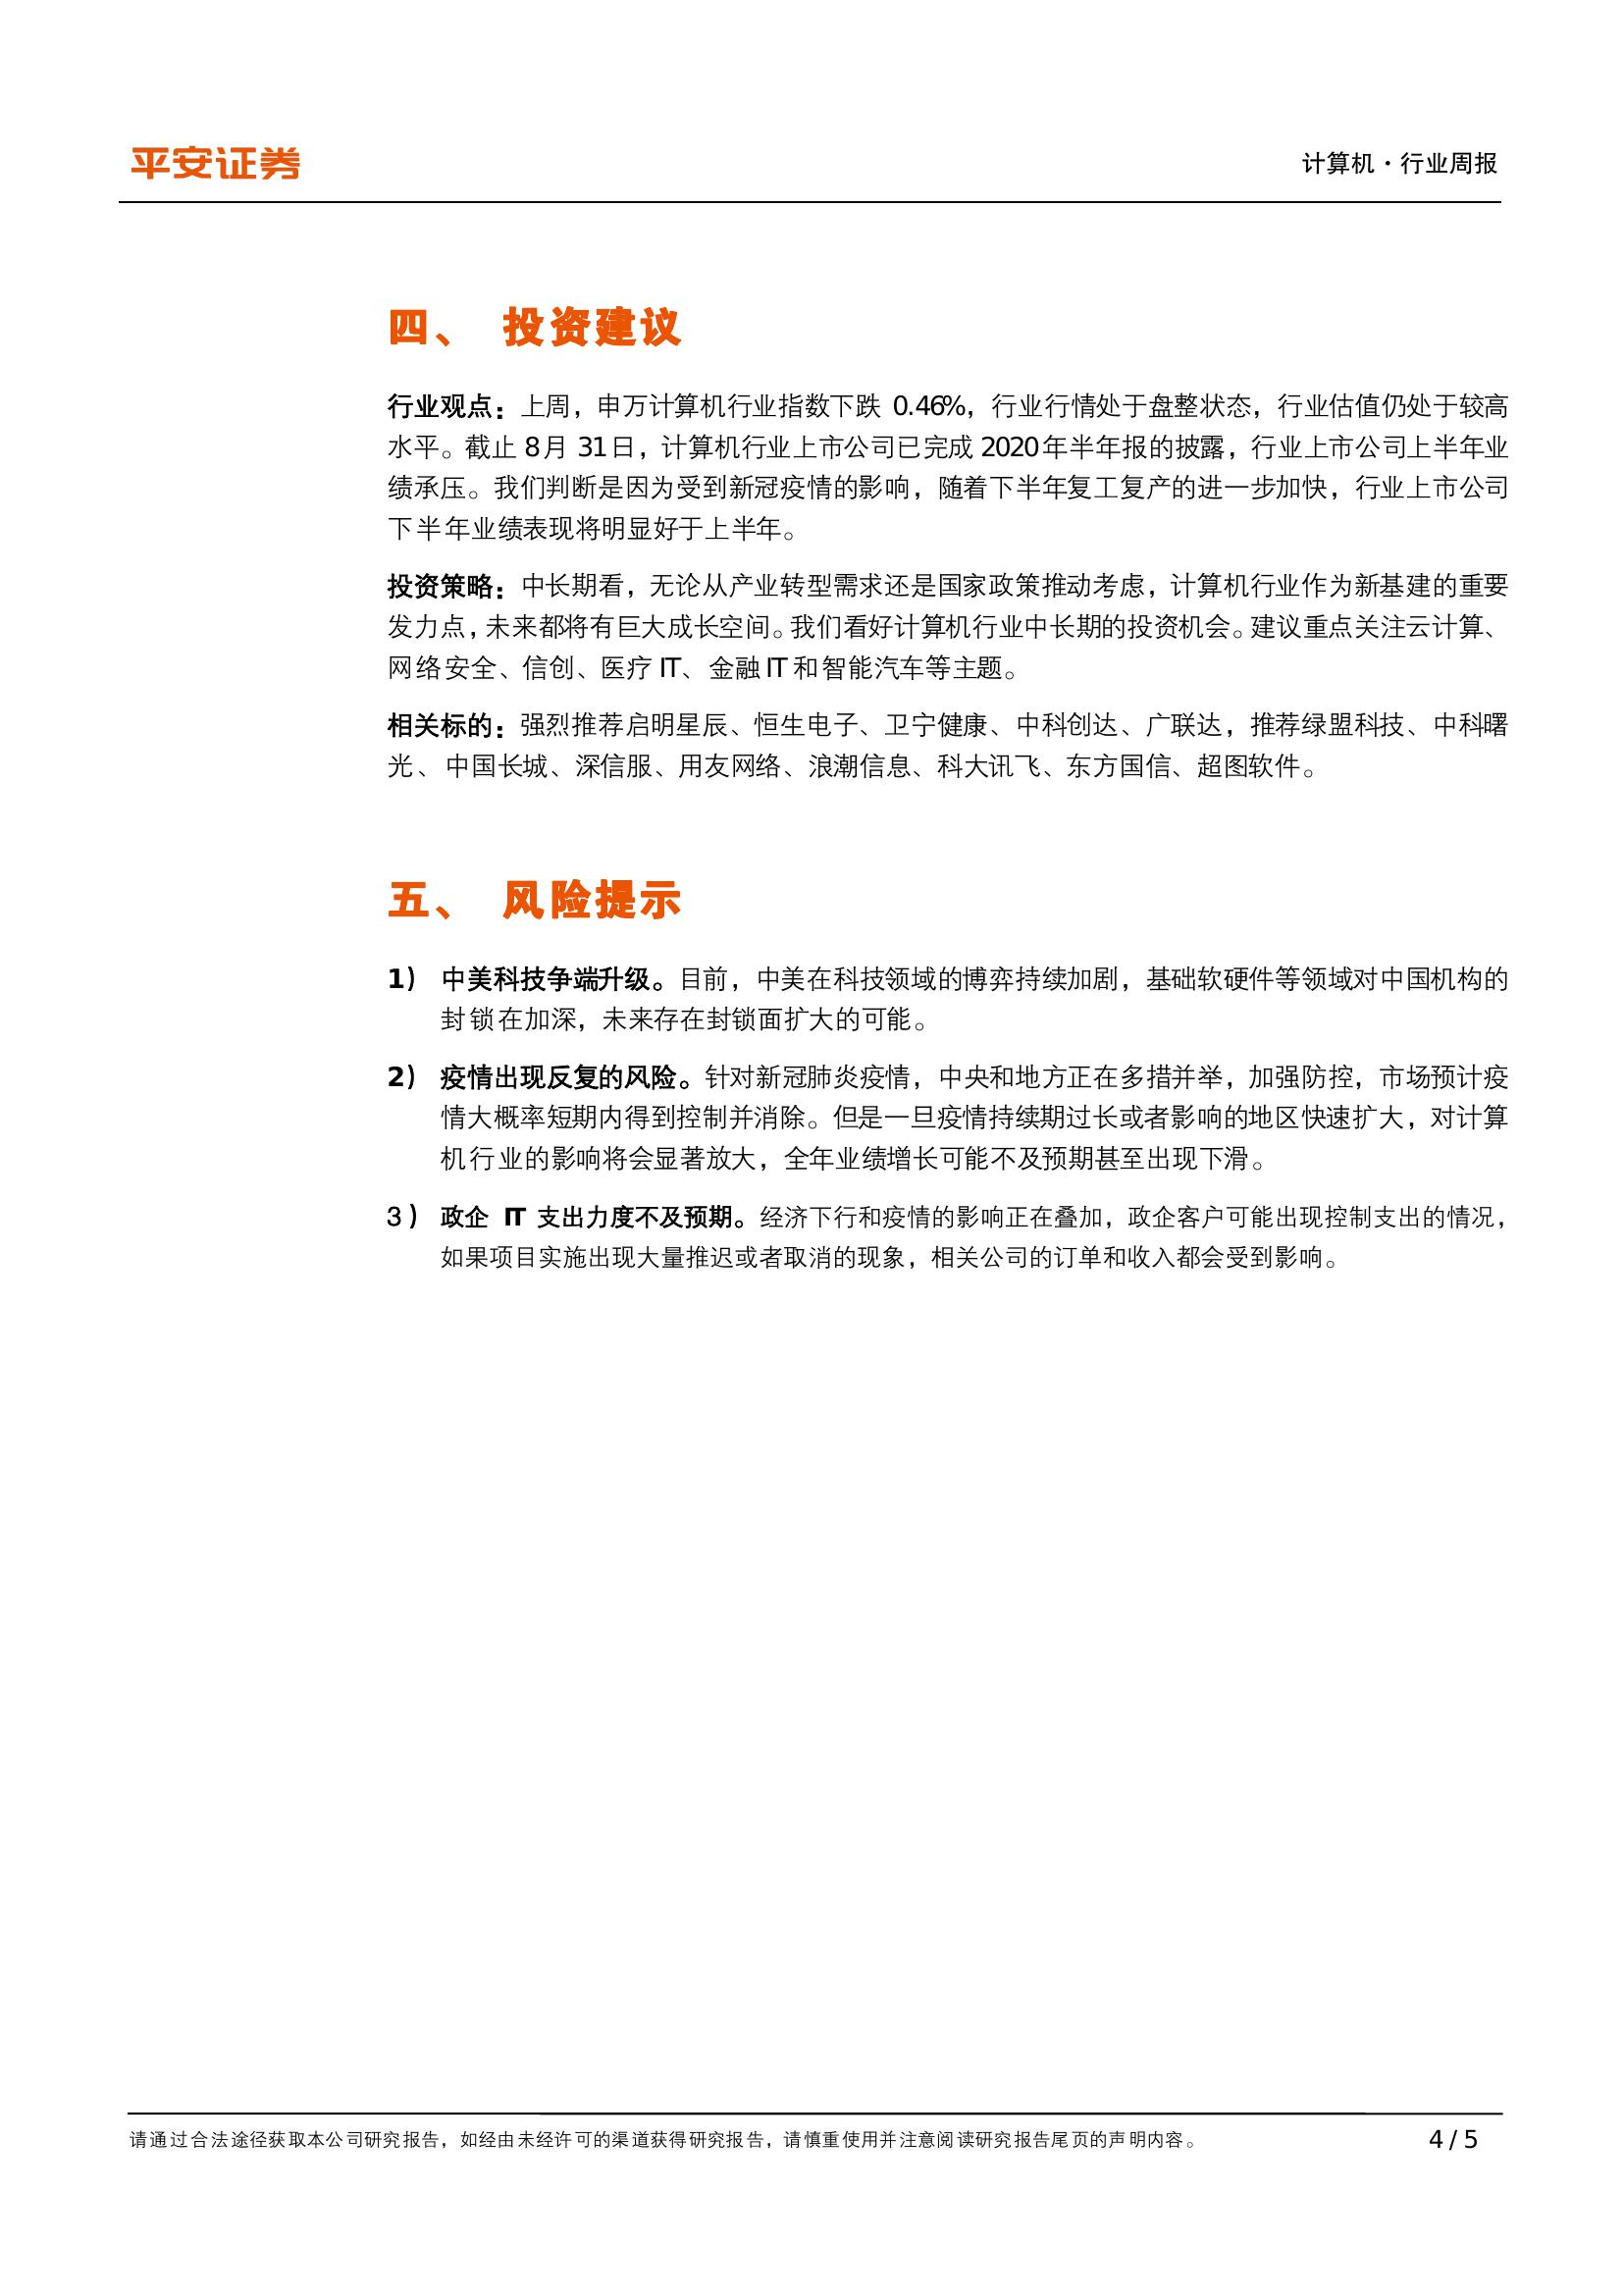 平安证券
计算机·行业周报
四、 投资建议
行业观点：上周，申万计算机行业指数下跌 0.46%，行业行情处于盘整状态，行业估值仍处于较高
水平。截止 8 月 31 日，计算机行业上市公司已完成 2020 年半年报的披露，行业上市公司上半年业
绩承压。我们判断是因为受到新冠疫情的影响，随着下半年复工复产的进一步加快，行业上市公司
下半年业绩表现将明显好于上半年。
投资策略：中长期看，无论从产业转型需求还是国家政策推动考虑，计算机行业作为新基建的重要
发力点，未来都将有巨大成长空间。我们看好计算机行业中长期的投资机会。建议重点关注云计算、
网络安全、信创、医疗 IT、金融 IT 和智能汽车等主题。
相关标的：强烈推荐启明星辰、恒生电子、卫宁健康、中科创达、广联达，推荐绿盟科技、中科曙
光、中国长城、深信服、用友网络、浪潮信息、科大讯飞、东方国信、超图软件。
五、 风险提示
1） 中美科技争端升级。目前，中美在科技领域的博弈持续加剧，基础软硬件等领域对中国机构的
封锁在加深，未来存在封锁面扩大的可能。
2） 疫情出现反复的风险。针对新冠肺炎疫情，中央和地方正在多措并举，加强防控，市场预计疫
情大概率短期内得到控制并消除。但是一旦疫情持续期过长或者影响的地区快速扩大，对计算
机行业的影响将会显著放大，全年业绩增长可能不及预期甚至出现下滑。
3） 政企 IT 支出力度不及预期。经济下行和疫情的影响正在叠加，政企客户可能出现控制支出的情况，
如果项目实施出现大量推迟或者取消的现象，相关公司的订单和收入都会受到影响。
请通过合法途径获取本公司研究报告，如经由未经许可的渠道获得研究报告，请慎重使用并注意阅读研究报告尾页的声明内容。
4 / 5